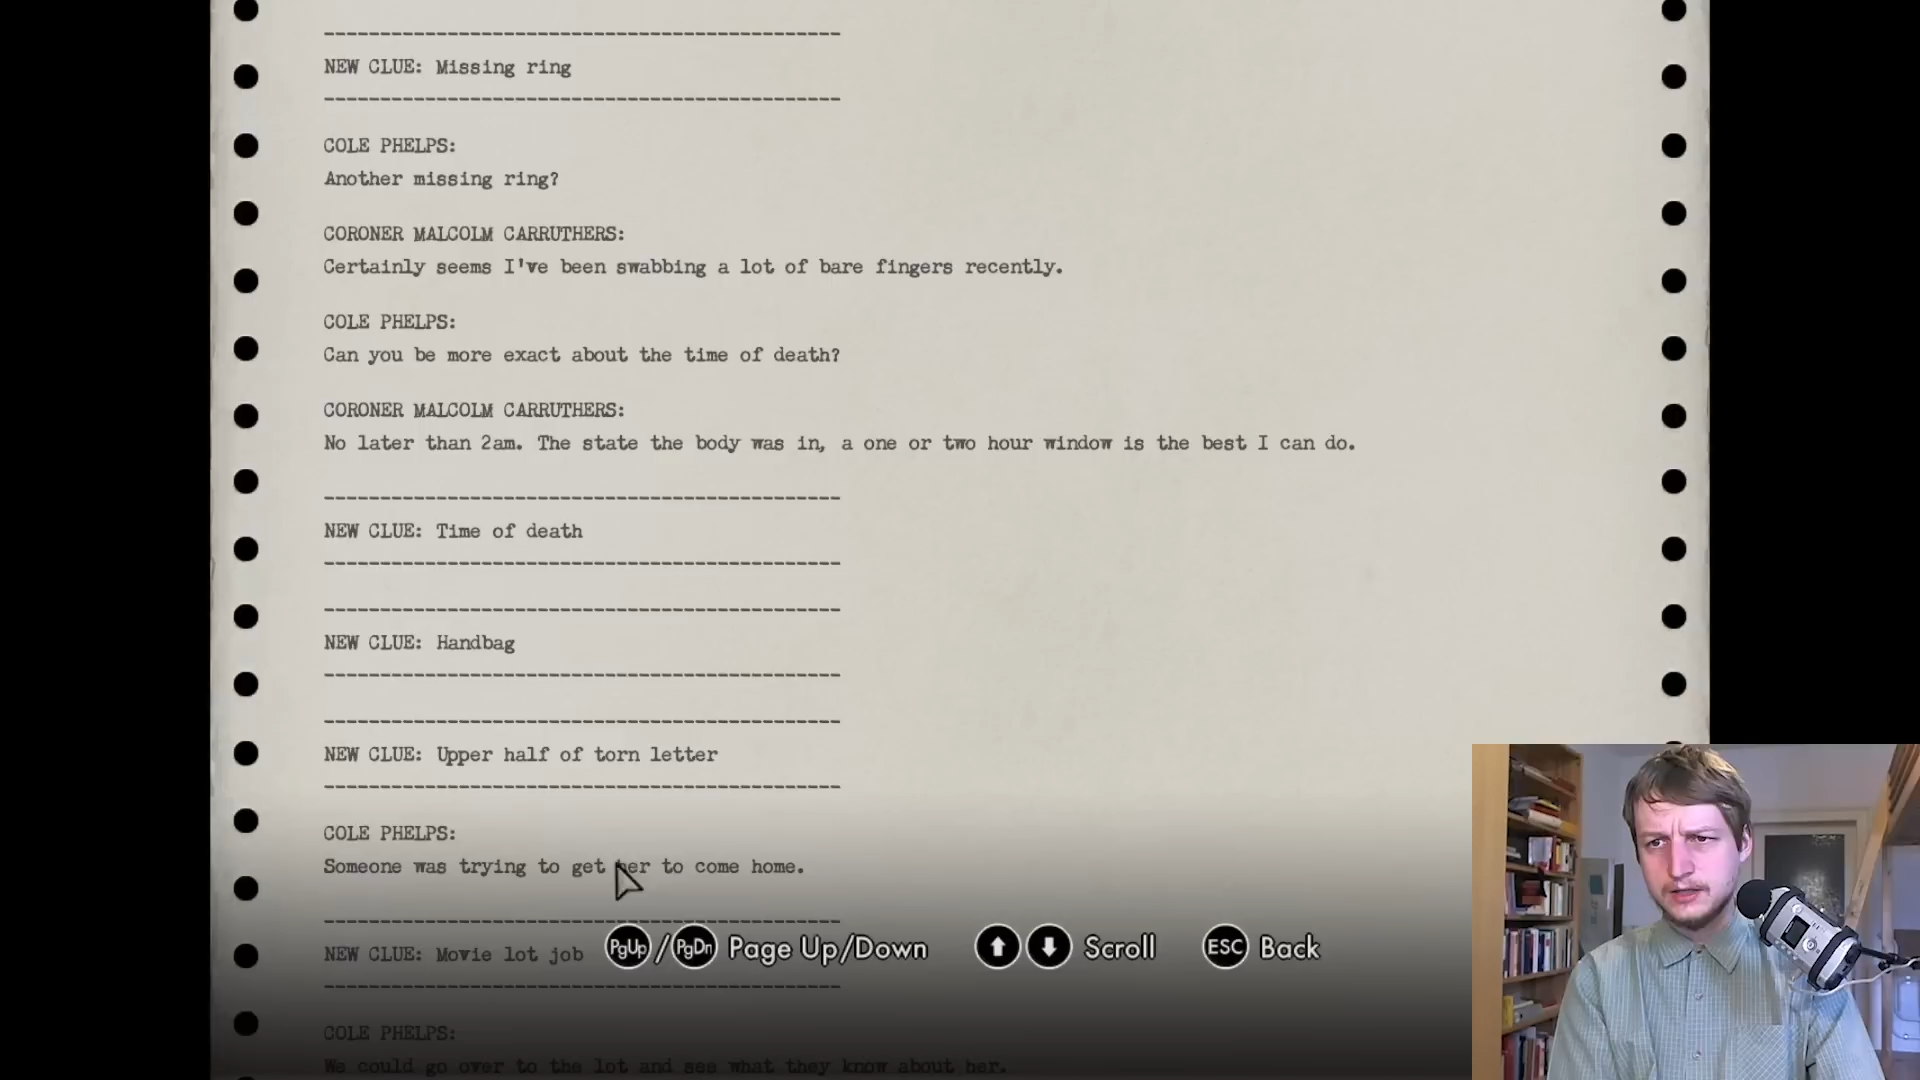 NEW CLUE: Missing ring
COLE PHELPS:
Another missing ring?
CORONER MALCOLM CARRUTHERS:
Certainly seems I've been swabbing a lot of bare fingers recently.
COLE PHELPS:
Can you be more exact about the time of death?
CORONER MALCOLM CARRUTHERS:
No later than 2am. The state the body was in, a one or two hour window is the best I can do.
NEW CLUE: Time of death
NEW CLUE: Handbag
NEW CLUE: Upper half of torn letter
COLE PHELPS:
Someone was trying to get her to come home.
NEW CLUE: Movie lot job
PgUp/PgDn Page Up/Down Scroll ESC Back
COLE PHELPS:
We could go over to the lot and see what they know about her.